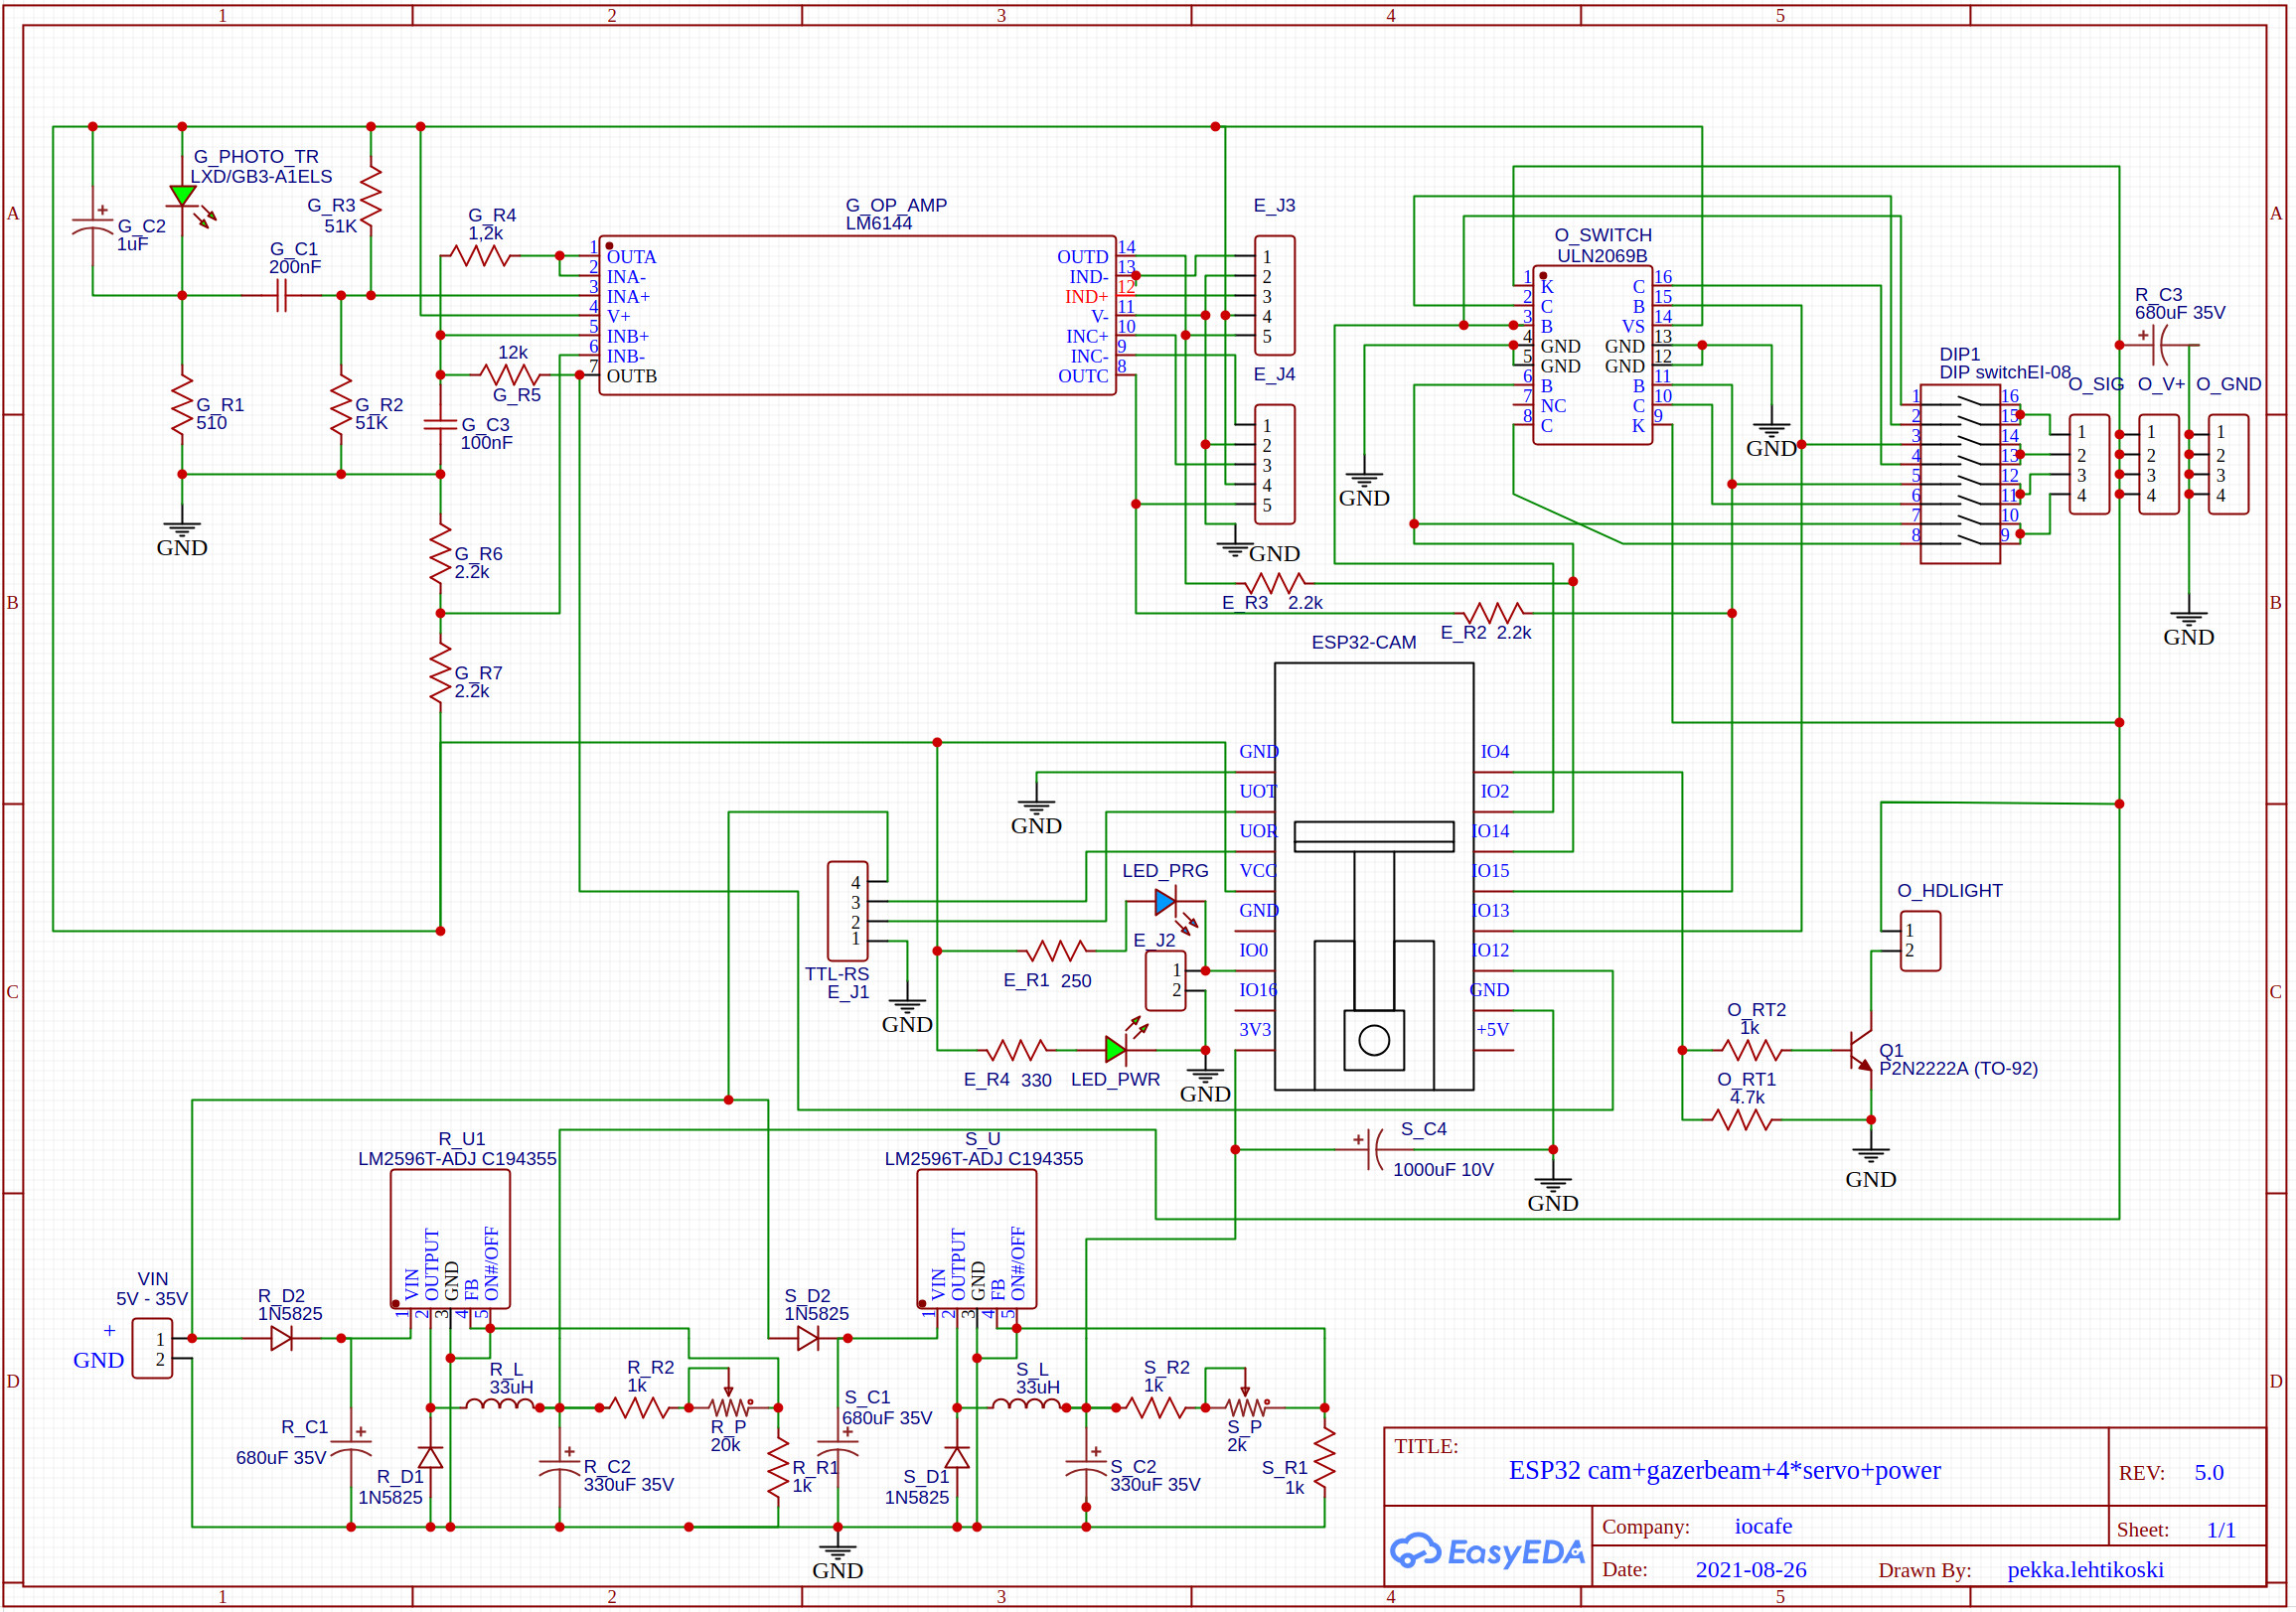 1 2 3 4 5
A A
B B
C C
D D
1 2 3 4 5
G_PHOTO_TR
LXD/GB3-A1ELS
G_C2
1uF
G_R3
51K
G_C1
200nF
G_R4
1,2k
G_R1
510
G_R2
51K
12k
G_R5
G_C3
100nF
GND
G_R6
2.2k
G_R7
2.2k
G_OP_AMP
LM6144
1 OUTA OUTD 14
2 INA- IND- 13
3 INA+ IND+ 12
4 V+ V- 11
5 INB+ INC+ 10
6 INB- INC- 9
7 OUTB OUTC 8
E_J3
1
2
3
4
5
E_J4
1
2
3
4
5
GND
E_R3 2.2k
E_R2 2.2k
GND
O_SWITCH
ULN2069B
1 K C 16
2 C B 15
3 B VS 14
4 GND GND 13
5 GND GND 12
6 B B 11
7 NC C 10
8 C K 9
GND
DIP1
DIP switchEI-08
1 16
2 15
3 14
4 13
5 12
6 11
7 10
8 9
R_C3
680uF 35V
O_SIG O_V+ O_GND
1 1 1
2 2 2
3 3 3
4 4 4
GND
ESP32-CAM
GND IO4
UOT IO2
UOR IO14
VCC IO15
GND IO13
IO0 IO12
IO16 GND
3V3 +5V
GND
4
3
2
1
TTL-RS
E_J1
GND
LED_PRG
E_J2
1
2
E_R1 250
E_R4 330
LED_PWR
GND
S_C4
1000uF 10V
GND
O_HDLIGHT
1
2
O_RT2
1k
O_RT1
4.7k
Q1
P2N2222A (TO-92)
GND
VIN
5V - 35V
+
GND
1
2
R_D2
1N5825
R_U1
LM2596T-ADJ C194355
VIN
OUTPUT
GND
FB
ON#/OFF
1 2 3 4 5
R_C1
680uF 35V
R_D1
1N5825
R_L
33uH
R_C2
330uF 35V
R_R2
1k
R_P
20k
R_R1
1k
S_D2
1N5825
S_U
LM2596T-ADJ C194355
VIN
OUTPUT
GND
FB
ON#/OFF
1 2 3 4 5
S_C1
680uF 35V
S_D1
1N5825
S_L
33uH
S_C2
330uF 35V
S_R2
1k
S_P
2k
S_R1
1k
GND
TITLE:
ESP32 cam+gazerbeam+4*servo+power
REV: 5.0
EasyEDA
Company: iocafe
Sheet: 1/1
Date: 2021-08-26
Drawn By: pekka.lehtikoski